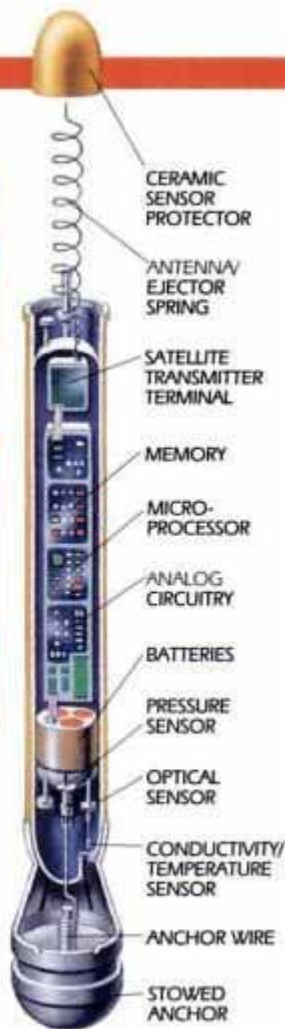 CERAMIC
SENSOR
PROTECTOR
ANTENNA/
EJECTOR
SPRING
SATELLITE
TRANSMITTER
TERMINAL
MEMORY
MICRO-
PROCESSOR
ANALOG
CIRCUITRY
BATTERIES
PRESSURE
SENSOR
OPTICAL
SENSOR
CONDUCTIVITY/
TEMPERATURE
SENSOR
ANCHOR WIRE
STOWED
ANCHOR